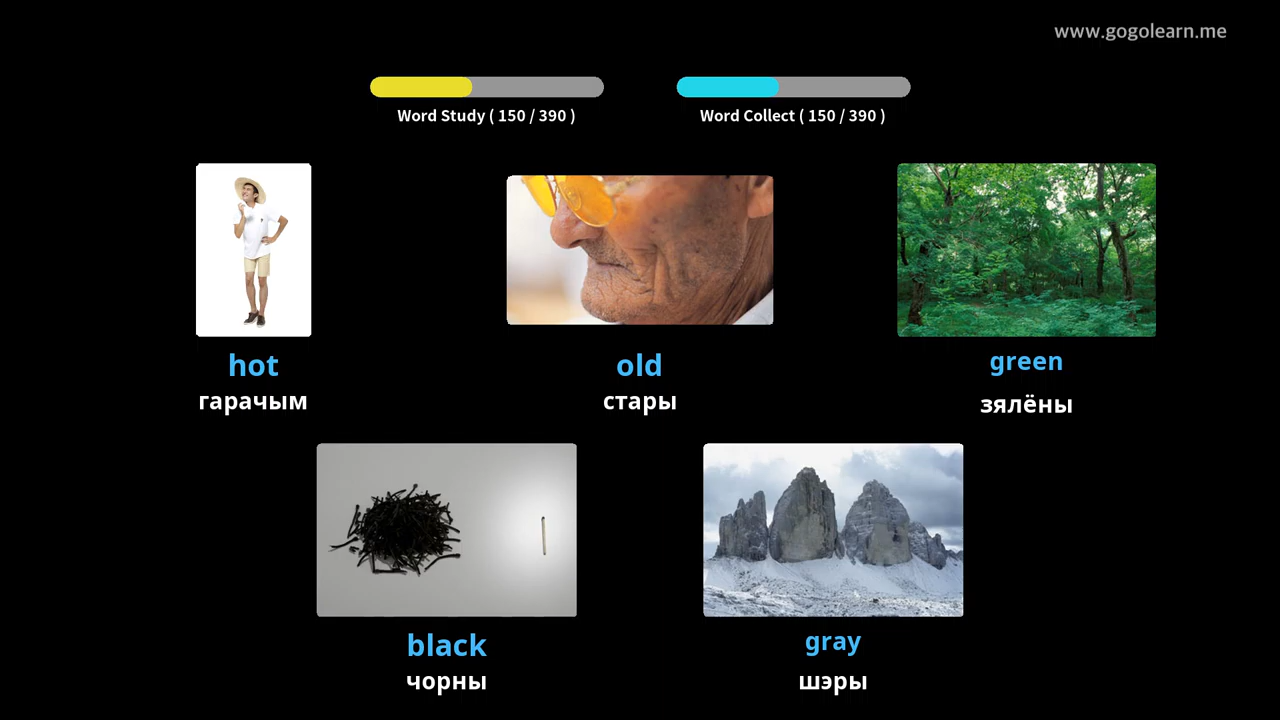 www.gogolearn.me
Word Study ( 150 / 390 )
Word Collect ( 150 / 390 )
hot
гарачым
old
стары
green
зялёны
black
чорны
gray
шэры